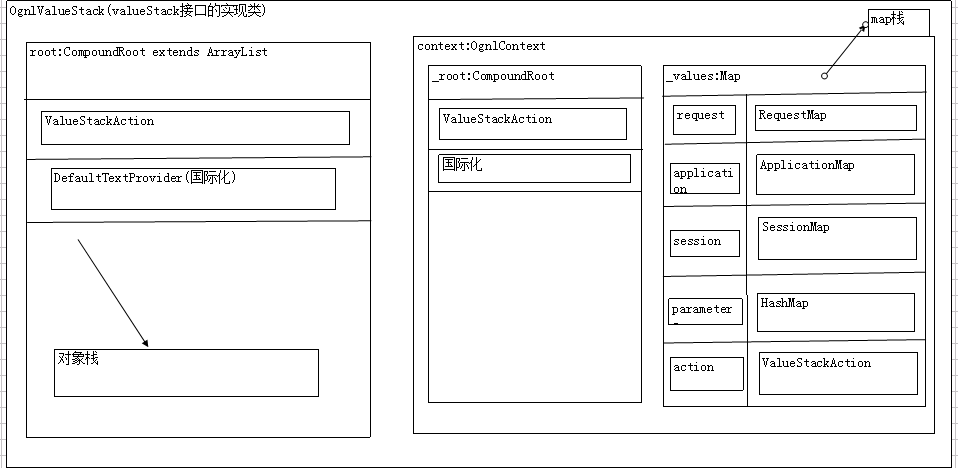 OgnlValueStack(valueStack接口的实现类)
map栈
root:CompoundRoot extends ArrayList
ValueStackAction
DefaultTextProvider(国际化)
对象栈
context:OgnlContext
_root:CompoundRoot
ValueStackAction
国际化
_values:Map
request
RequestMap
applicati
on
ApplicationMap
session
SessionMap
parameter
HashMap
action
ValueStackAction